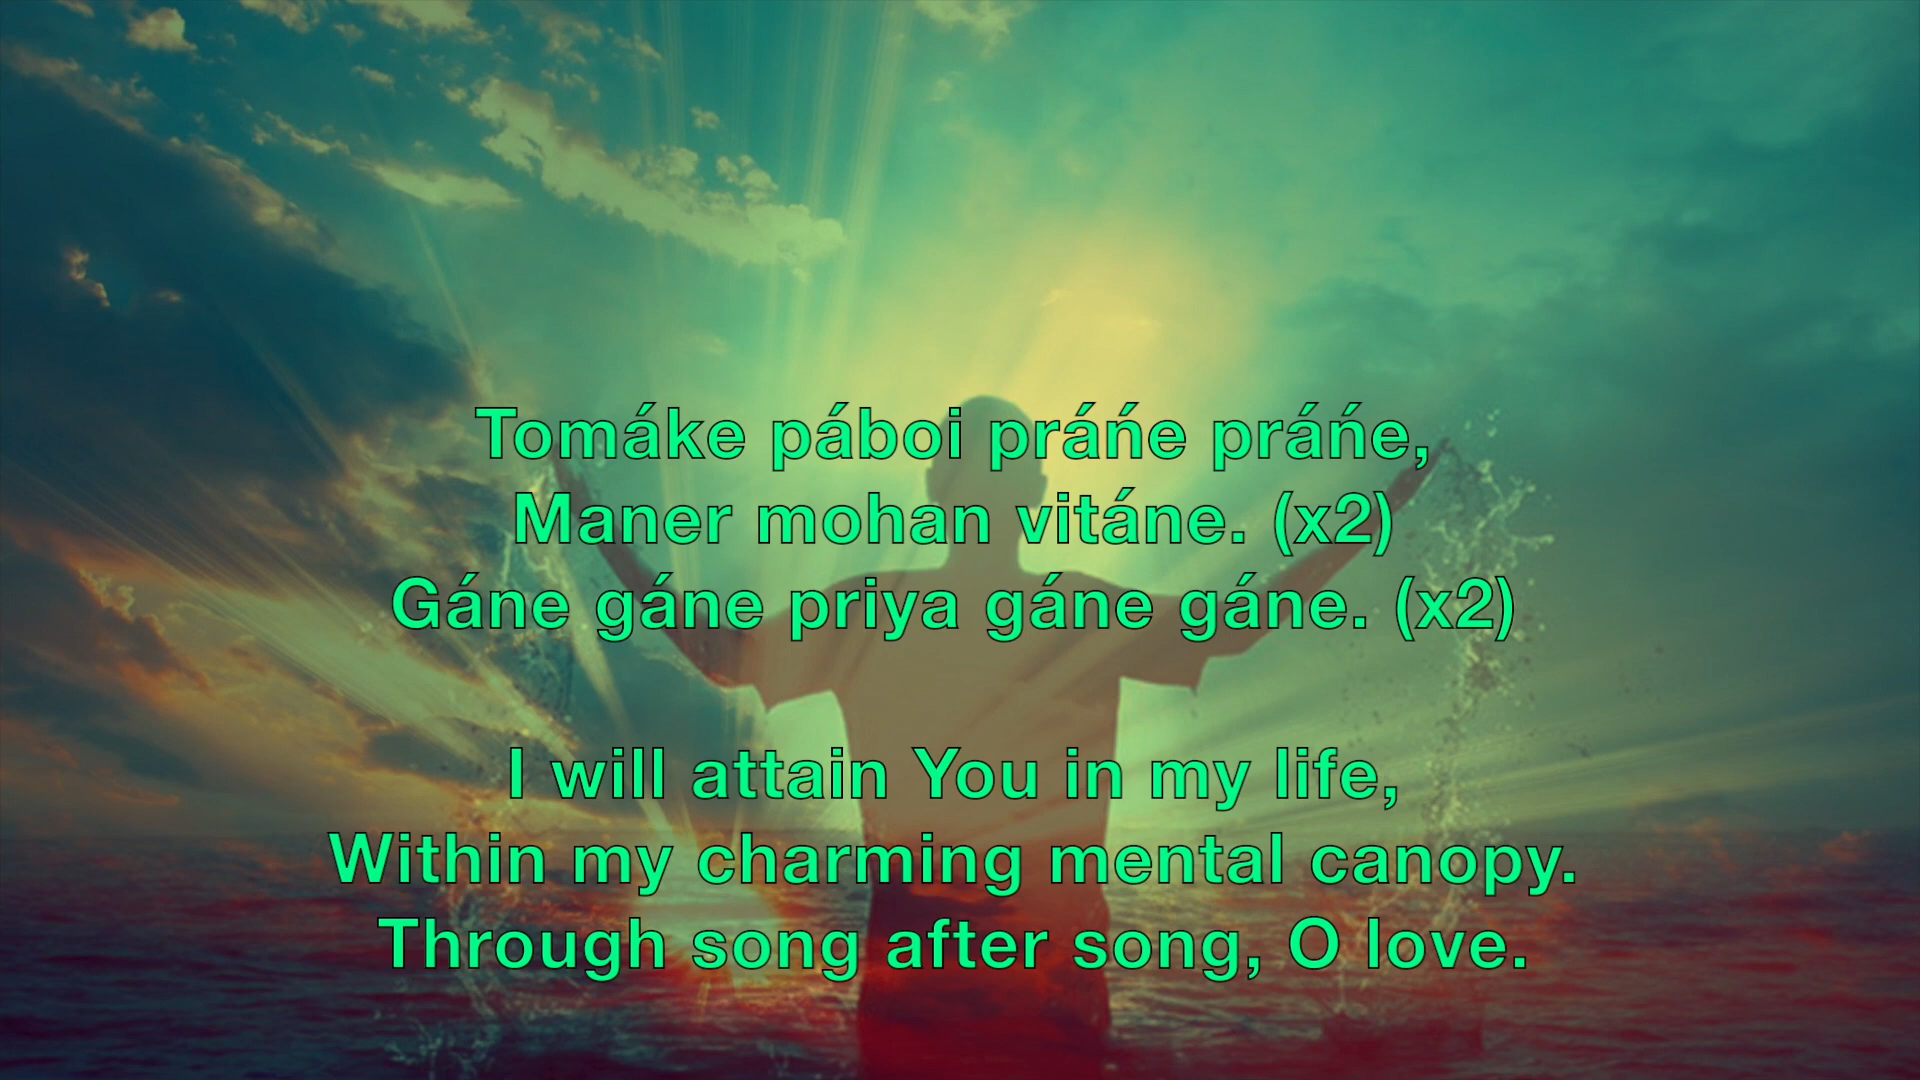 Tomáke páboi práńe práńe,
Maner mohan vitáne. (x2)
Gáne gáne priya gáne gáne. (x2)
I will attain You in my life,
Within my charming mental canopy.
Through song after song, O love.